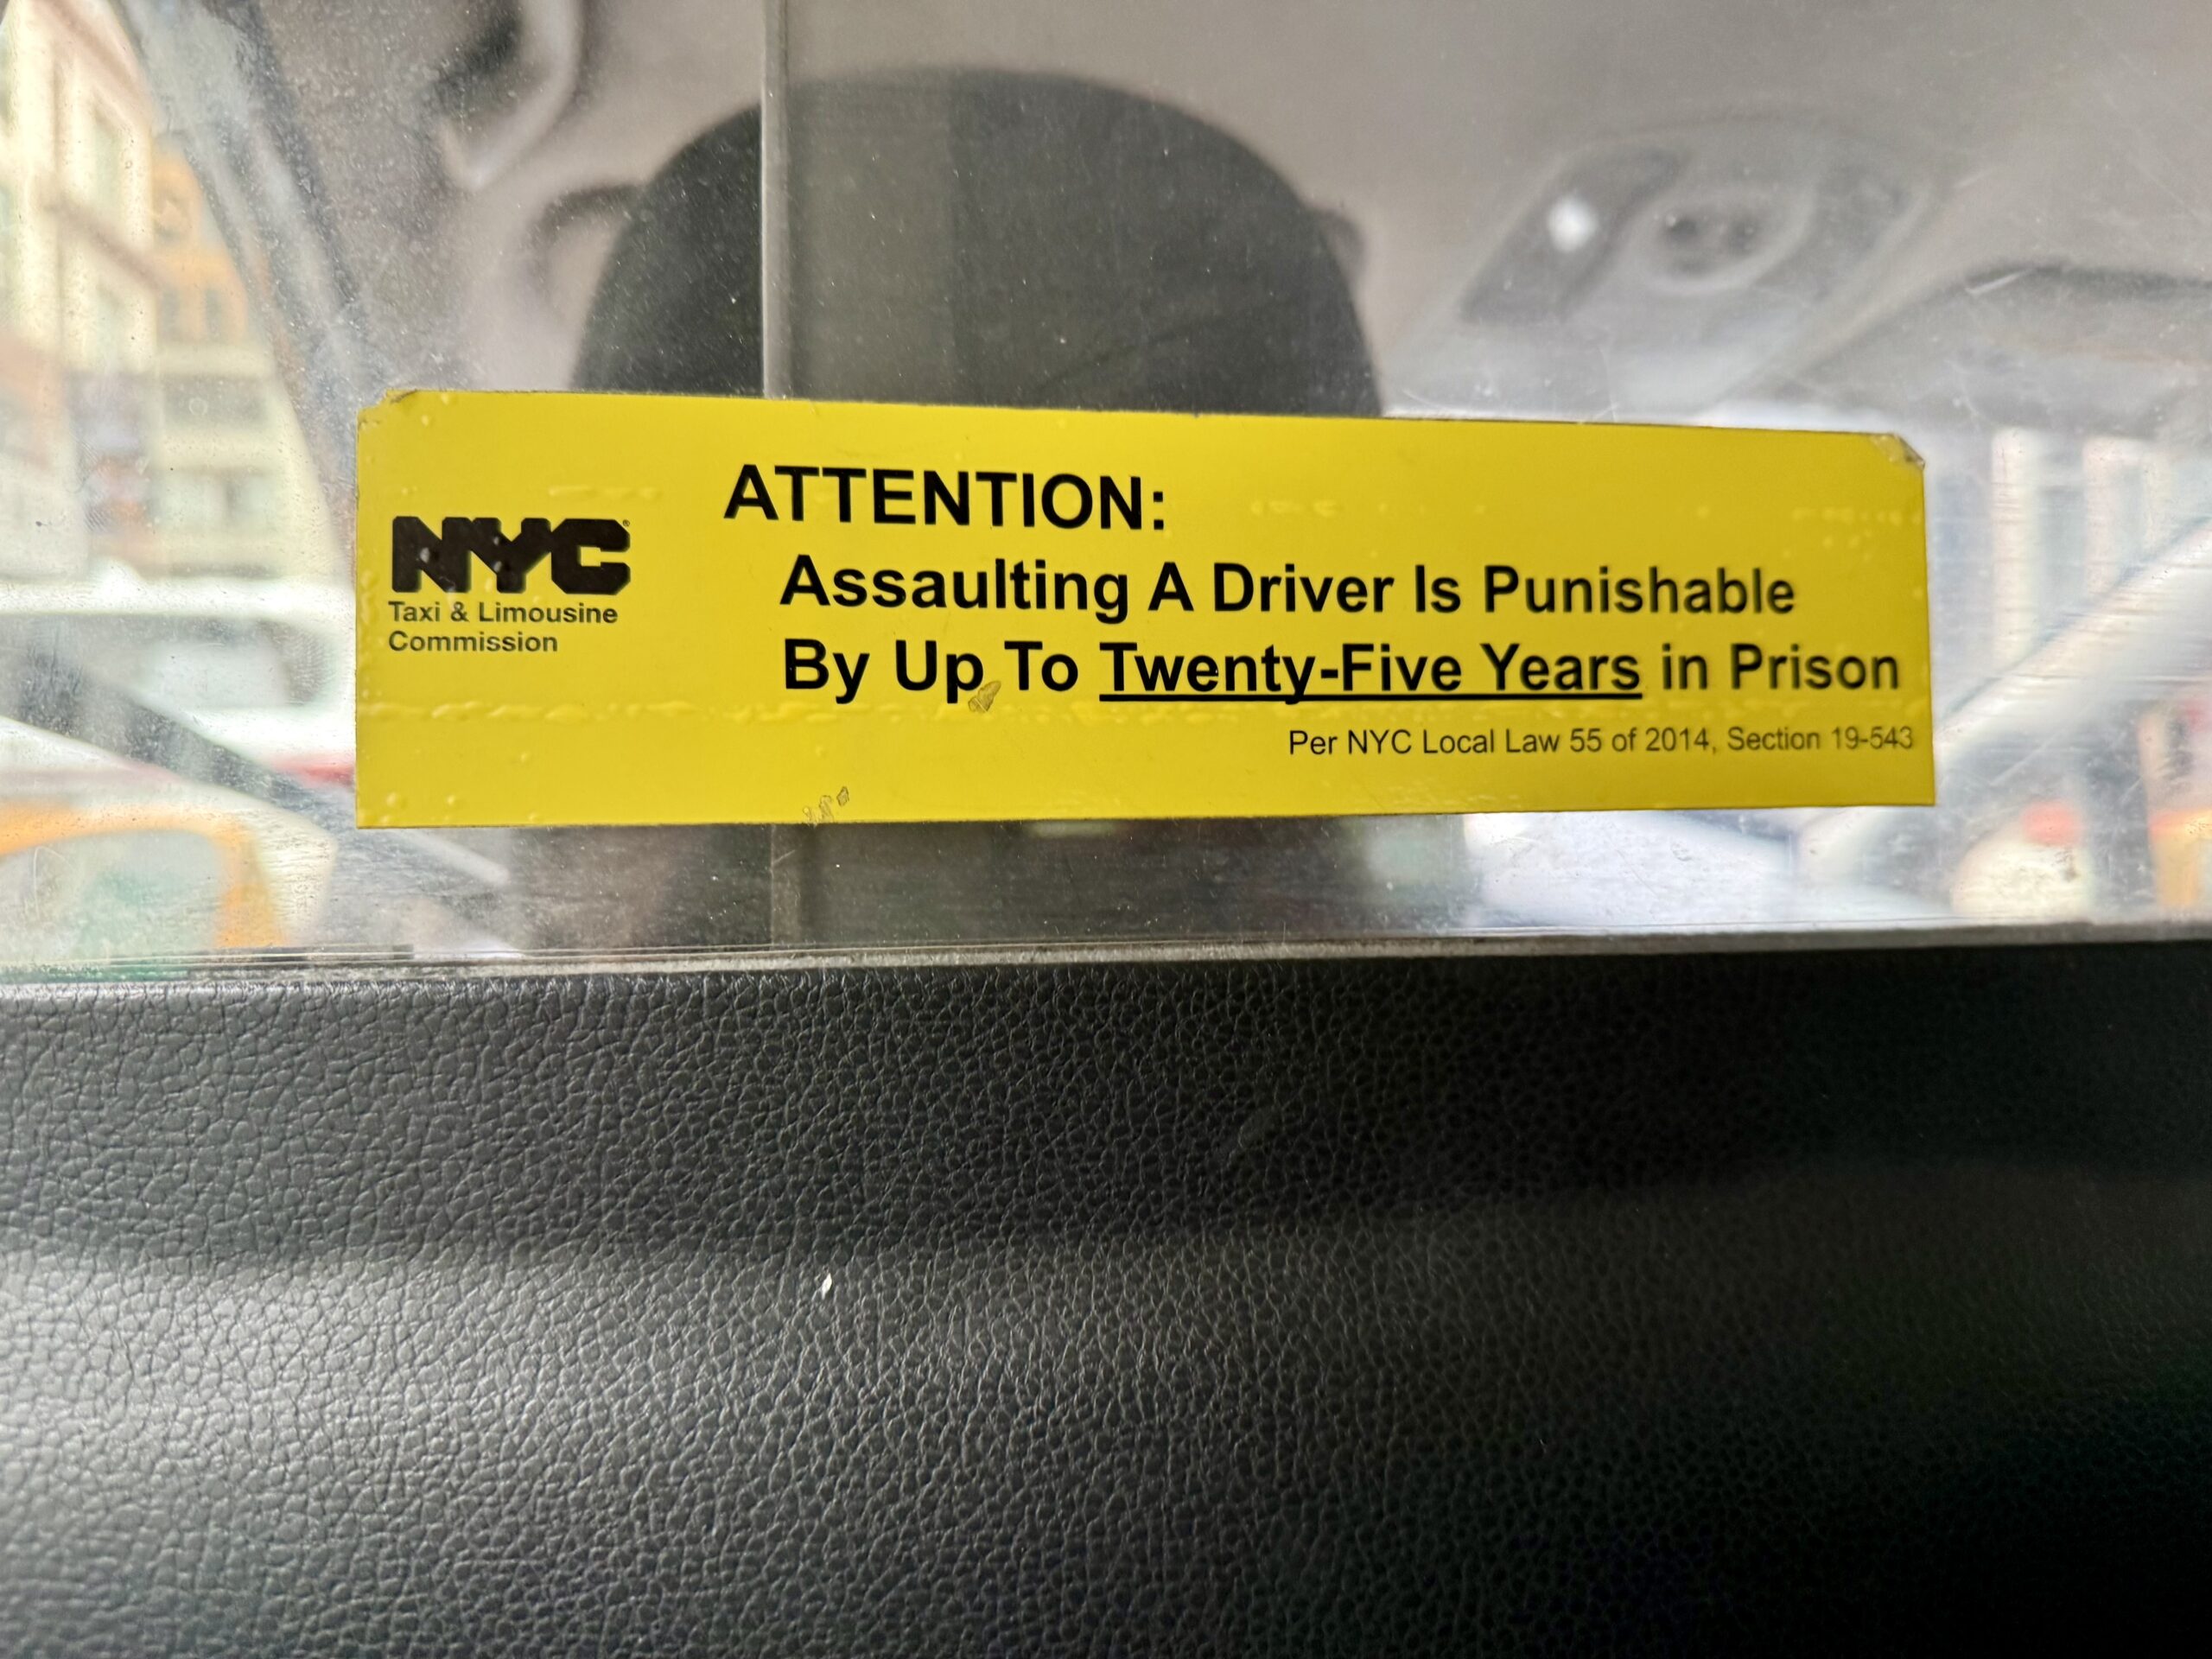 NYC®
Taxi & Limousine
Commission
ATTENTION:
Assaulting A Driver Is Punishable
By Up To Twenty-Five Years in Prison
Per NYC Local Law 55 of 2014, Section 19-543